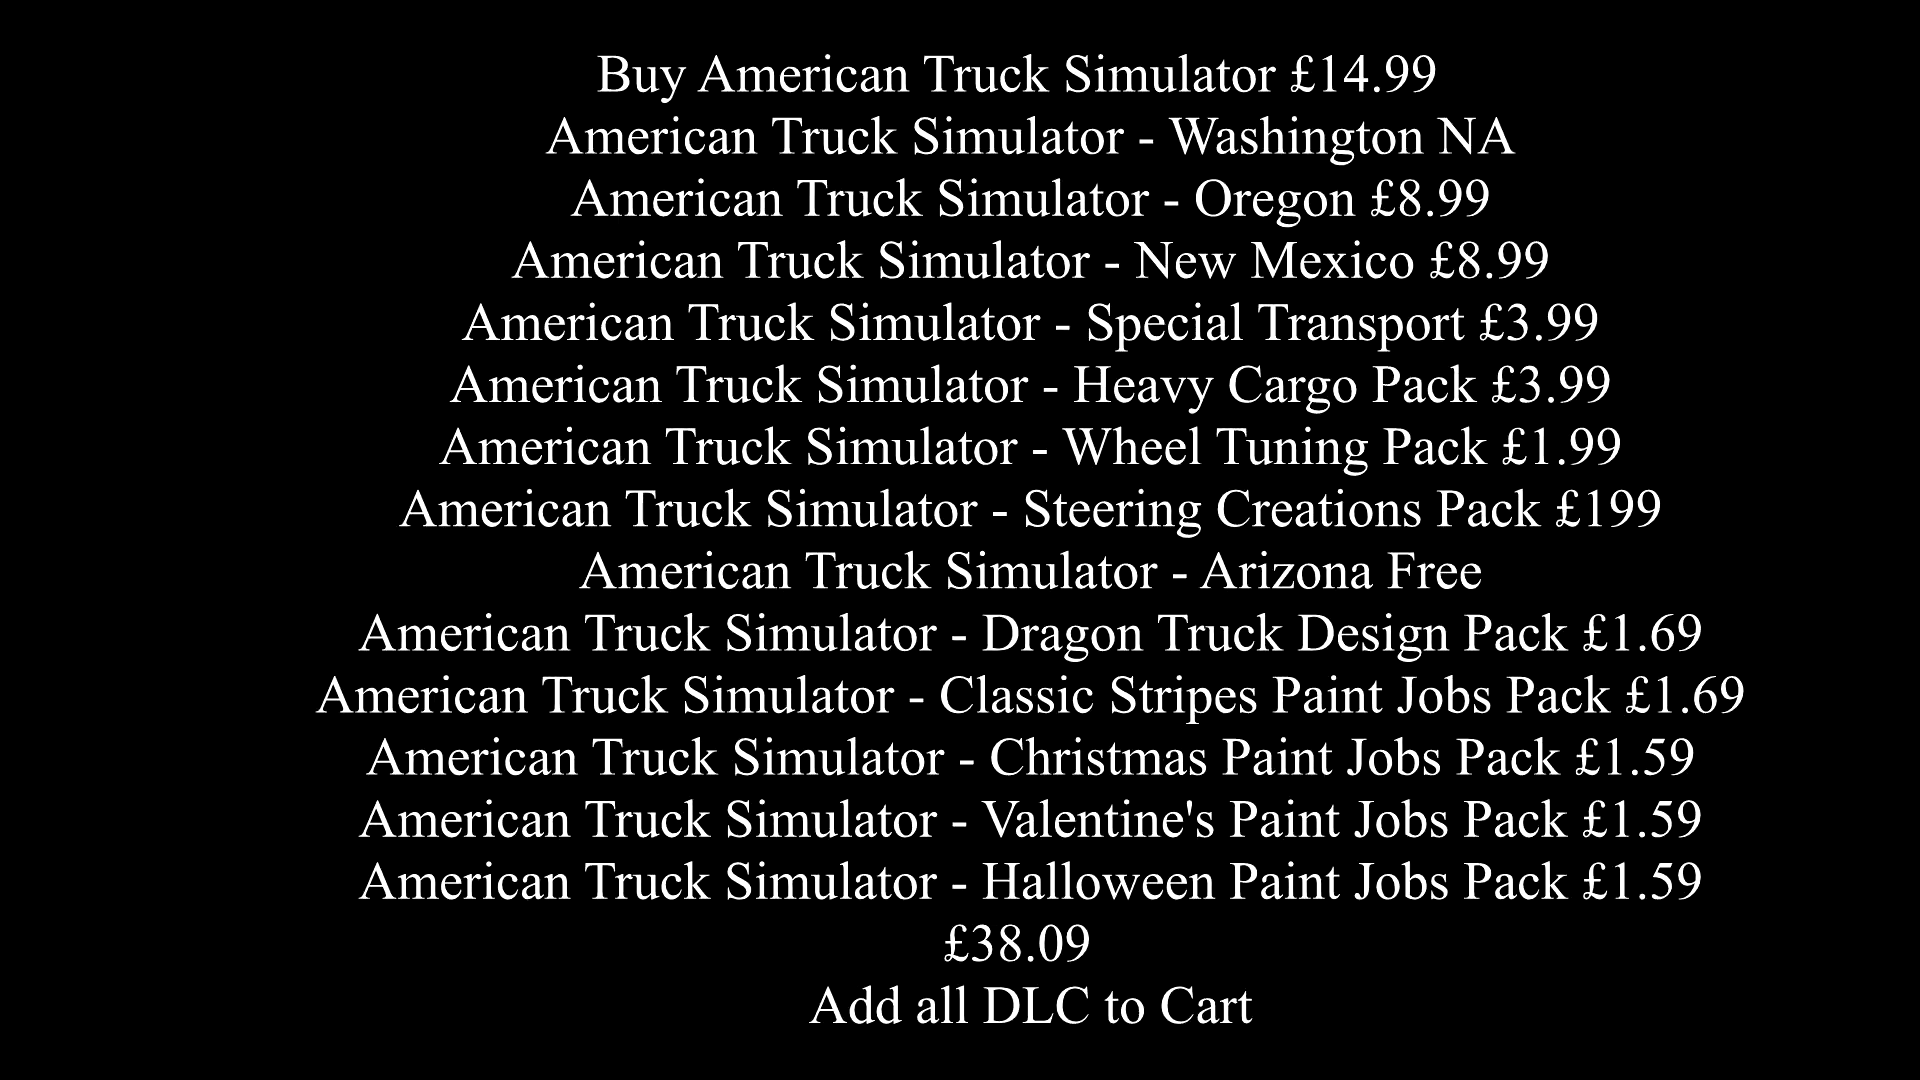 Buy American Truck Simulator £14.99
American Truck Simulator - Washington NA
American Truck Simulator - Oregon £8.99
American Truck Simulator - New Mexico £8.99
American Truck Simulator - Special Transport £3.99
American Truck Simulator - Heavy Cargo Pack £3.99
American Truck Simulator - Wheel Tuning Pack £1.99
American Truck Simulator - Steering Creations Pack £199
American Truck Simulator - Arizona Free
American Truck Simulator - Dragon Truck Design Pack £1.69
American Truck Simulator - Classic Stripes Paint Jobs Pack £1.69
American Truck Simulator - Christmas Paint Jobs Pack £1.59
American Truck Simulator - Valentine's Paint Jobs Pack £1.59
American Truck Simulator - Halloween Paint Jobs Pack £1.59
£38.09
Add all DLC to Cart